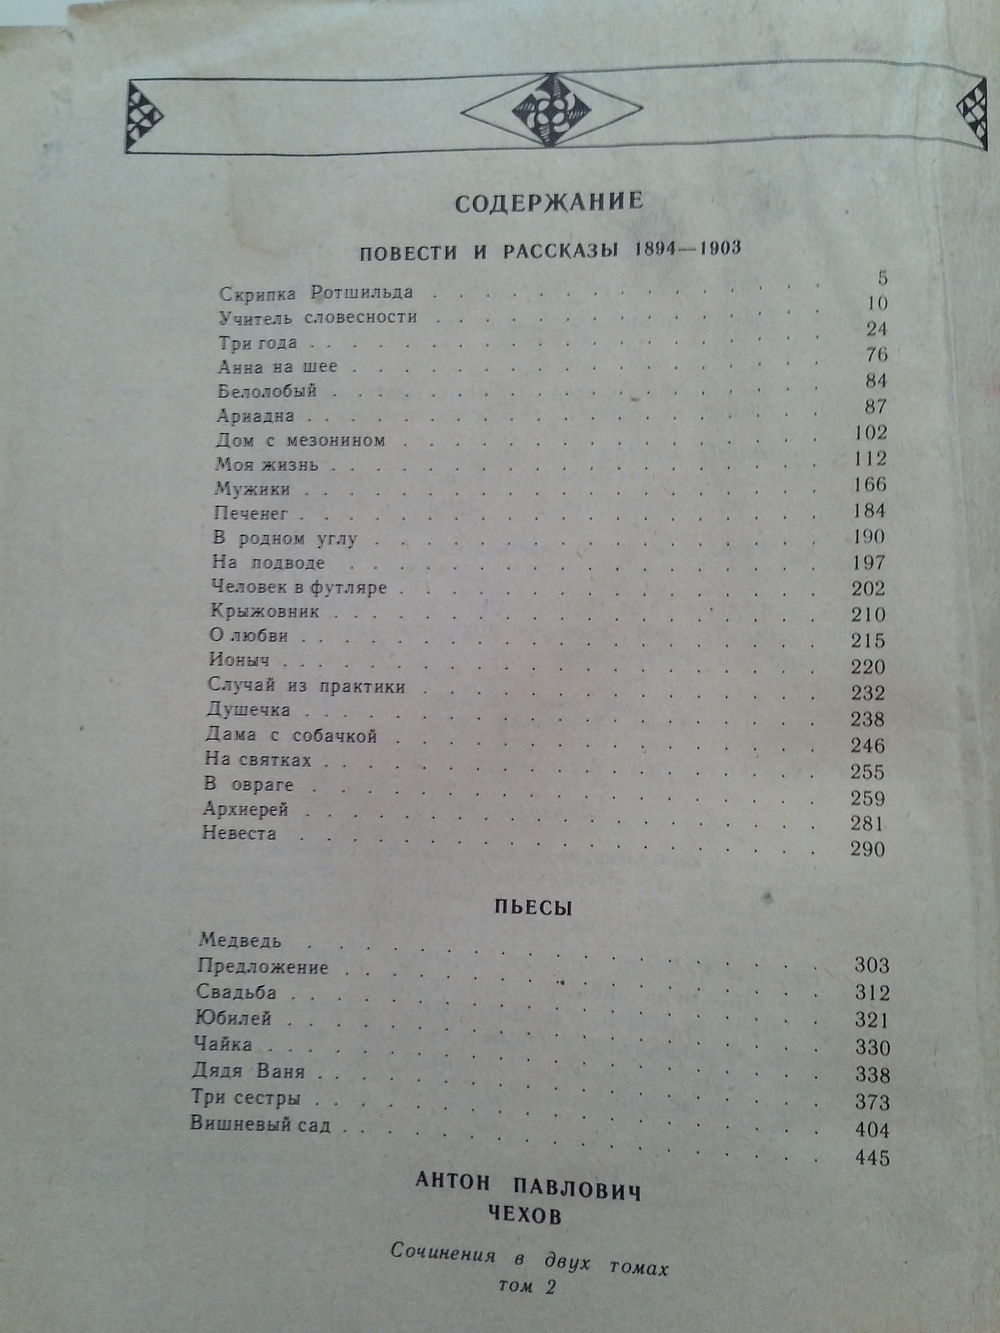 СОДЕРЖАНИЕ
ПОВЕСТИ И РАССКАЗЫ 1894—1903
Скрипка Ротшильда . . . . . . . . . . . . . . . 5
Учитель словесности . . . . . . . . . . . . . . . 10
Три года . . . . . . . . . . . . . . . . . . . 24
Анна на шее . . . . . . . . . . . . . . . . . . 76
Белолобый . . . . . . . . . . . . . . . . . . . 84
Ариадна . . . . . . . . . . . . . . . . . . . . 87
Дом с мезонином . . . . . . . . . . . . . . . . 102
Моя жизнь . . . . . . . . . . . . . . . . . . . 112
Мужики . . . . . . . . . . . . . . . . . . . . 166
Печенег . . . . . . . . . . . . . . . . . . . . 184
В родном углу . . . . . . . . . . . . . . . . . 190
На подводе . . . . . . . . . . . . . . . . . . 197
Человек в футляре . . . . . . . . . . . . . . . . 202
Крыжовник . . . . . . . . . . . . . . . . . . . 210
О любви . . . . . . . . . . . . . . . . . . . . 215
Ионыч . . . . . . . . . . . . . . . . . . . . . 220
Случай из практики . . . . . . . . . . . . . . . 232
Душечка . . . . . . . . . . . . . . . . . . . . 238
Дама с собачкой . . . . . . . . . . . . . . . . 246
На святках . . . . . . . . . . . . . . . . . . . 255
В овраге . . . . . . . . . . . . . . . . . . . 259
Архиерей . . . . . . . . . . . . . . . . . . . 281
Невеста . . . . . . . . . . . . . . . . . . . . 290
ПЬЕСЫ
Медведь . . . . . . . . . . . . . . . . . . . 303
Предложение . . . . . . . . . . . . . . . . . . 312
Свадьба . . . . . . . . . . . . . . . . . . . . 321
Юбилей . . . . . . . . . . . . . . . . . . . . 330
Чайка . . . . . . . . . . . . . . . . . . . . . 338
Дядя Ваня . . . . . . . . . . . . . . . . . . . 373
Три сестры . . . . . . . . . . . . . . . . . . . 404
Вишневый сад . . . . . . . . . . . . . . . . . . 445
АНТОН ПАВЛОВИЧ
ЧЕХОВ
Сочинения в двух томах
том 2